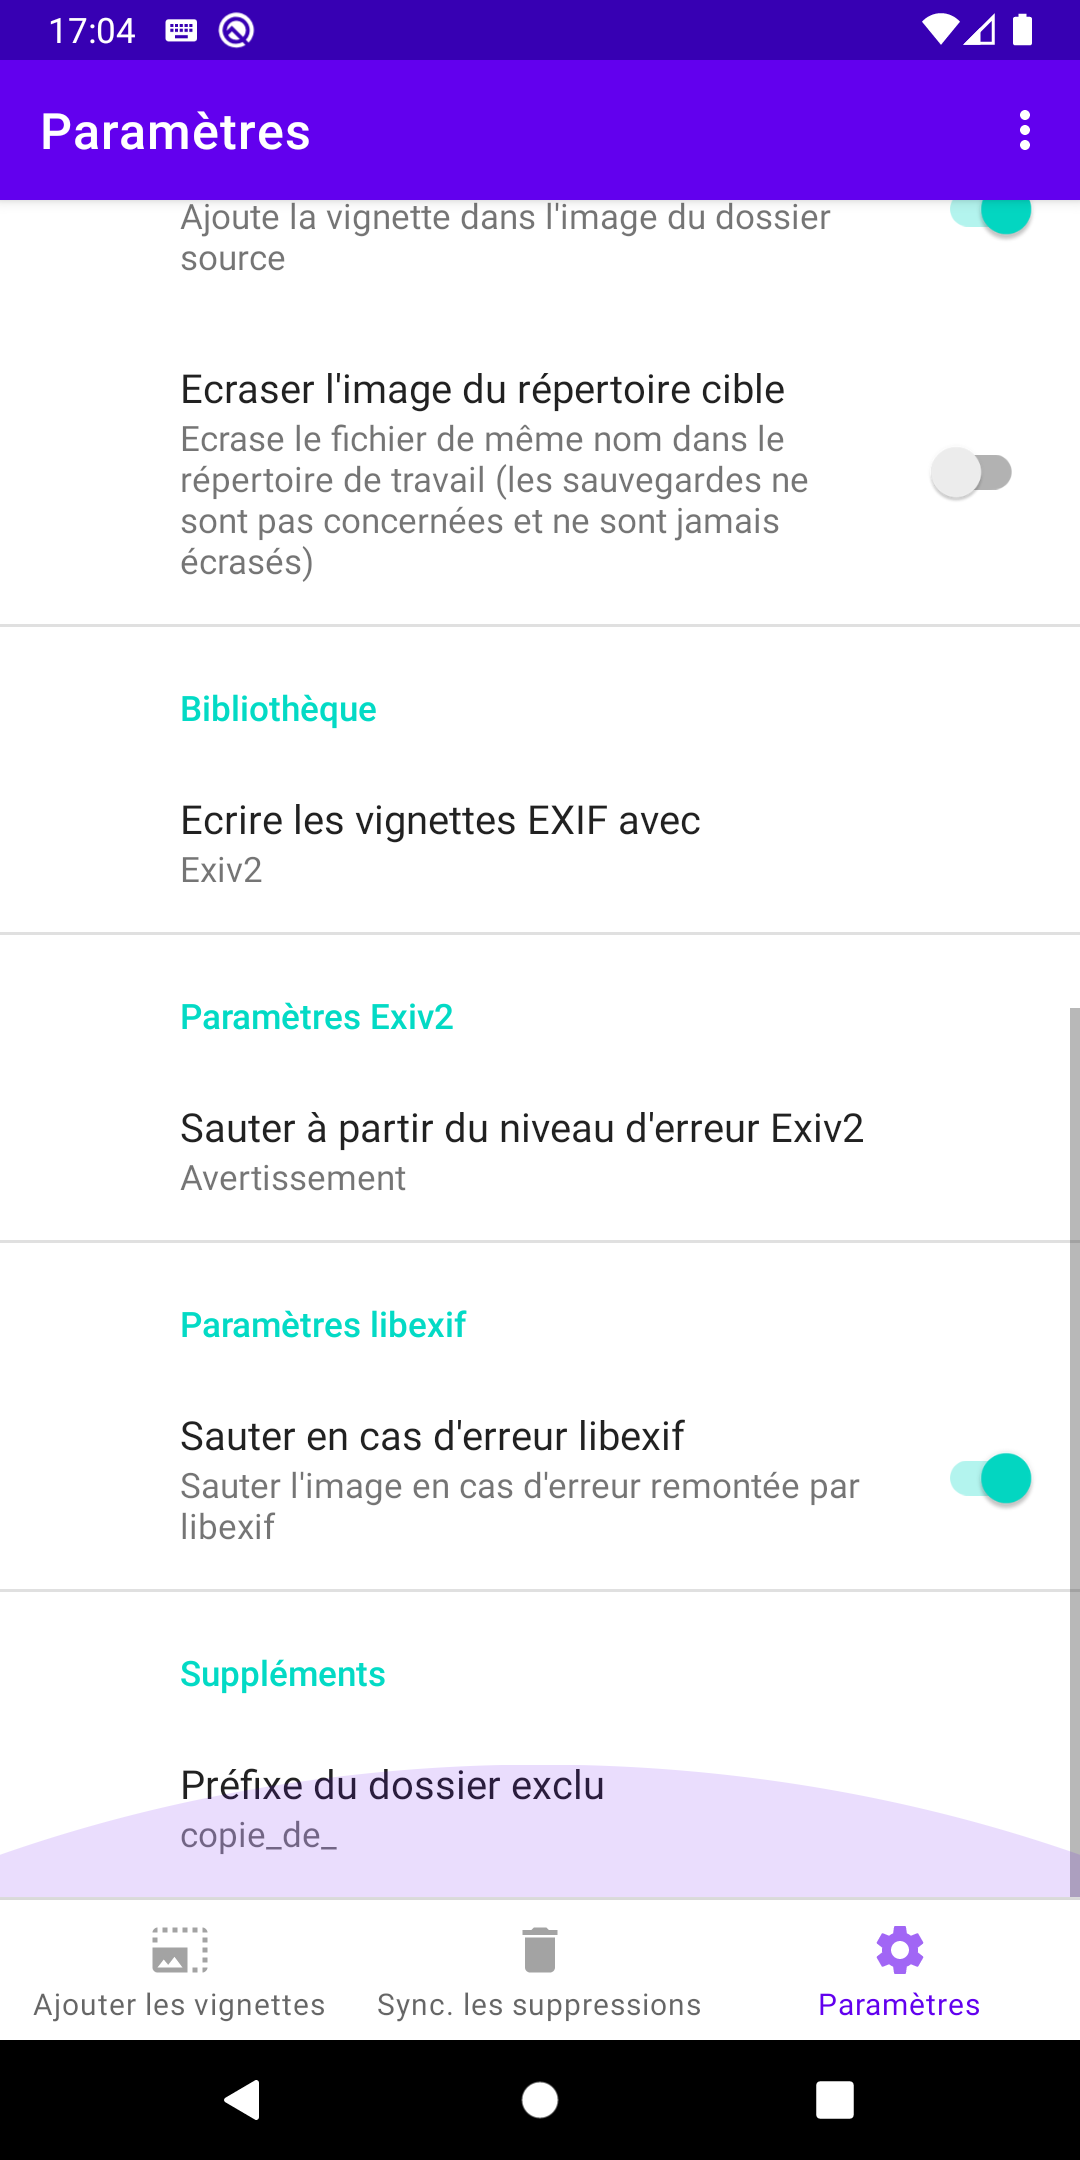 17:04
Paramètres
Ajoute la vignette dans l'image du dossier
source
Ecraser l'image du répertoire cible
Ecrase le fichier de même nom dans le
répertoire de travail (les sauvegardes ne
sont pas concernées et ne sont jamais
écrasés)
Bibliothèque
Ecrire les vignettes EXIF avec
Exiv2
Paramètres Exiv2
Sauter à partir du niveau d'erreur Exiv2
Avertissement
Paramètres libexif
Sauter en cas d'erreur libexif
Sauter l'image en cas d'erreur remontée par
libexif
Suppléments
Préfixe du dossier exclu
copie_de_
Ajouter les vignettes
Sync. les suppressions
Paramètres